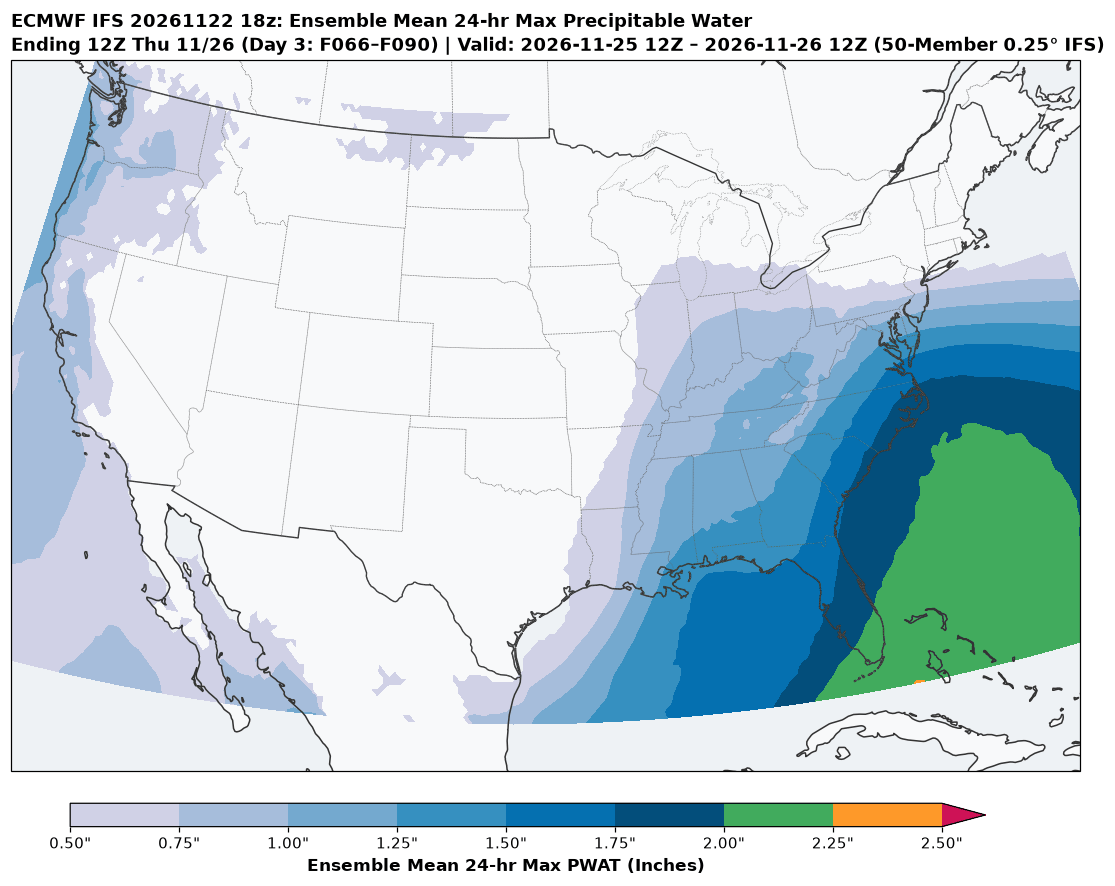 ECMWF IFS 20261122 18z: Ensemble Mean 24-hr Max Precipitable Water
Ending 12Z Thu 11/26 (Day 3: F066–F090) | Valid: 2026-11-25 12Z – 2026-11-26 12Z (50-Member 0.25° IFS)
0.50" 0.75" 1.00" 1.25" 1.50" 1.75" 2.00" 2.25" 2.50"
Ensemble Mean 24-hr Max PWAT (Inches)